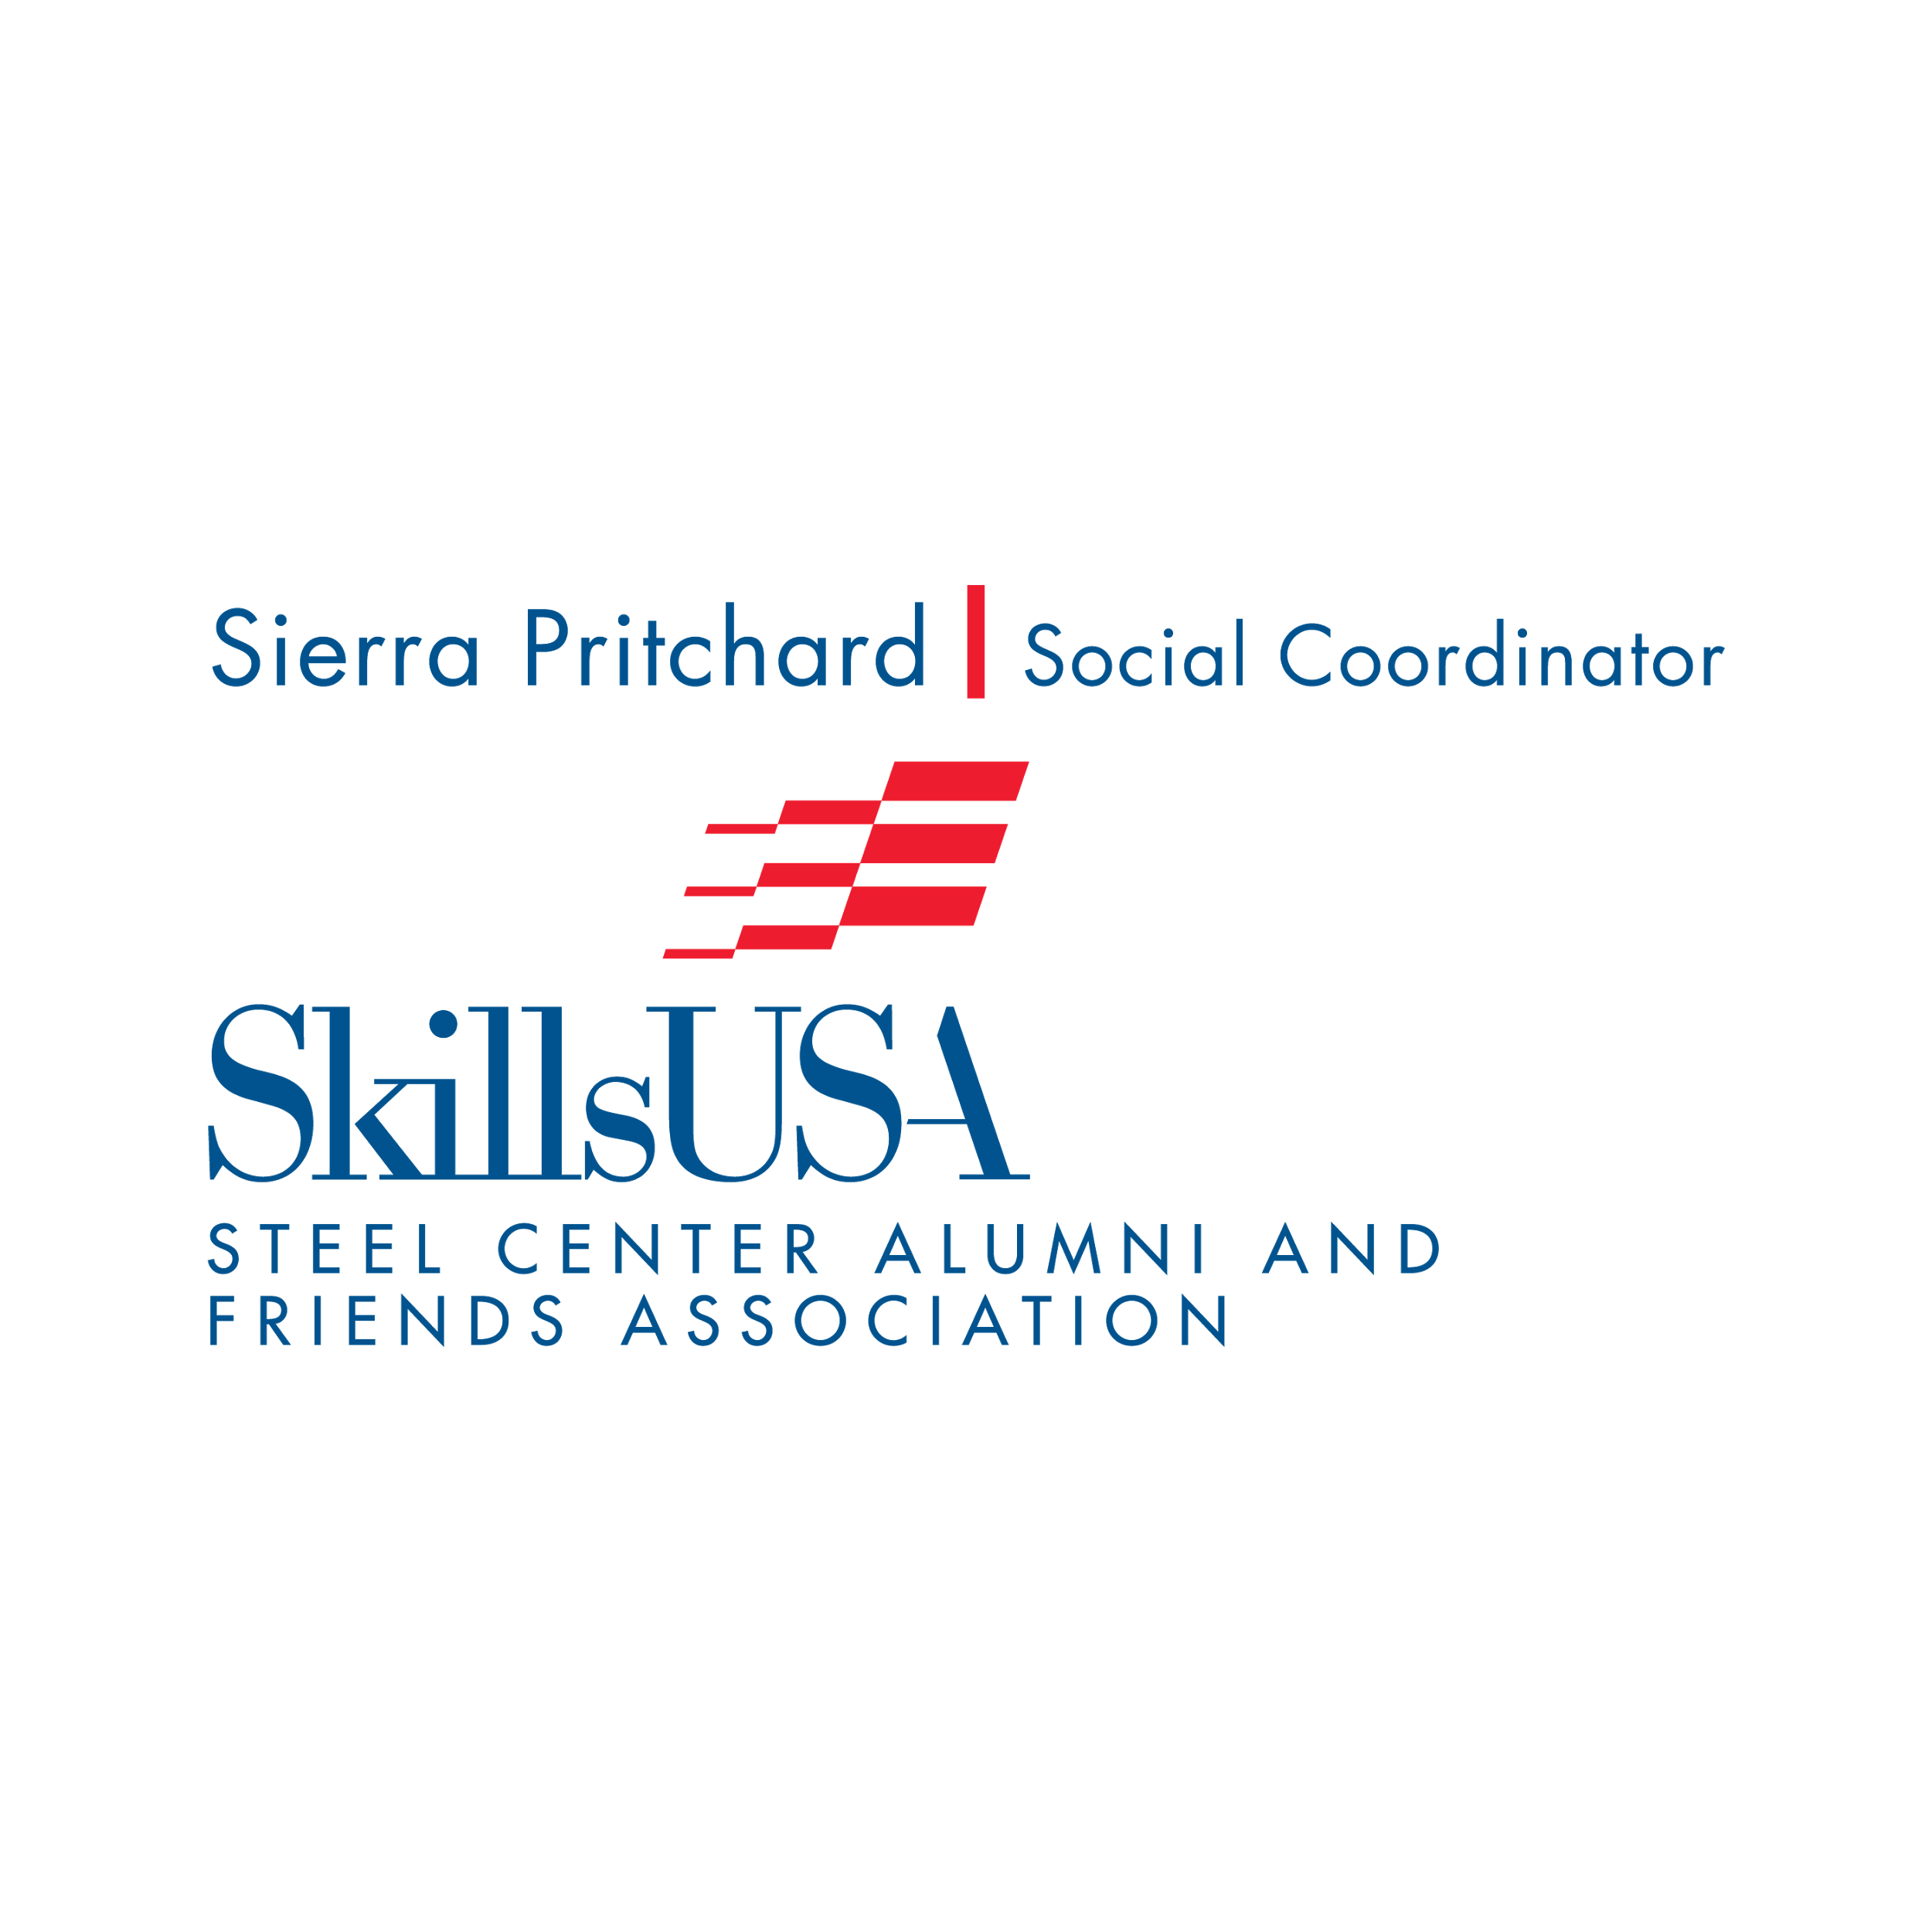 Sierra Pritchard | Social Coordinator
SkillsUSA
STEEL CENTER ALUMNI AND
FRIENDS ASSOCIATION